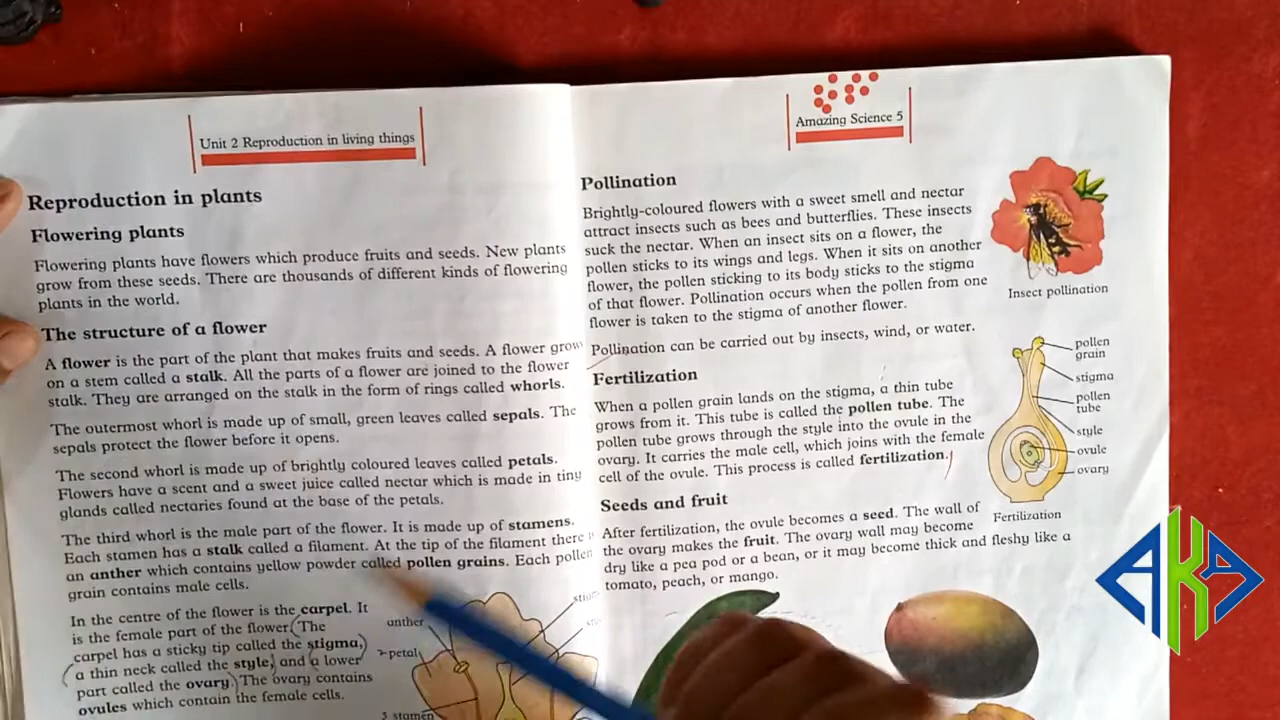 Unit 2 Reproduction in living things
Reproduction in plants
Flowering plants
Flowering plants have flowers which produce fruits and seeds. New plants
grow from these seeds. There are thousands of different kinds of flowering
plants in the world.
The structure of a flower
A flower is the part of the plant that makes fruits and seeds. A flower grow
on a stem called a stalk. All the parts of a flower are joined to the flower
stalk. They are arranged on the stalk in the form of rings called whorls.
The outermost whorl is made up of small, green leaves called sepals. The
sepals protect the flower before it opens.
The second whorl is made up of brightly coloured leaves called petals.
Flowers have a scent and a sweet juice called nectar which is made in tiny
glands called nectaries found at the base of the petals.
The third whorl is the male part of the flower. It is made up of stamens.
Each stamen has a stalk called a filament. At the tip of the filament there
an anther which contains yellow powder called pollen grains. Each pollen
grain contains male cells.
In the centre of the flower is the carpel. It
is the female part of the flower. (The
carpel has a sticky tip called the stigma,)
(a thin neck called the style,) and (a lower
part called the ovary.) The ovary contains
ovules which contain the female cells.
anther
2 petal
3 stamen
Amazing Science 5
Pollination
Brightly-coloured flowers with a sweet smell and nectar
attract insects such as bees and butterflies. These insects
suck the nectar. When an insect sits on a flower, the
pollen sticks to its wings and legs. When it sits on another
flower, the pollen sticking to its body sticks to the stigma
of that flower. Pollination occurs when the pollen from one
flower is taken to the stigma of another flower.
Pollination can be carried out by insects, wind, or water.
Insect pollination
Fertilization
When a pollen grain lands on the stigma, a thin tube
grows from it. This tube is called the pollen tube. The
pollen tube grows through the style into the ovule in the
ovary. It carries the male cell, which joins with the female
cell of the ovule. This process is called fertilization.
pollen
grain
stigma
pollen
tube
style
ovule
ovary
Fertilization
Seeds and fruit
After fertilization, the ovule becomes a seed. The wall of
the ovary makes the fruit. The ovary wall may become
dry like a pea pod or a bean, or it may become thick and fleshy like a
tomato, peach, or mango.
AKA